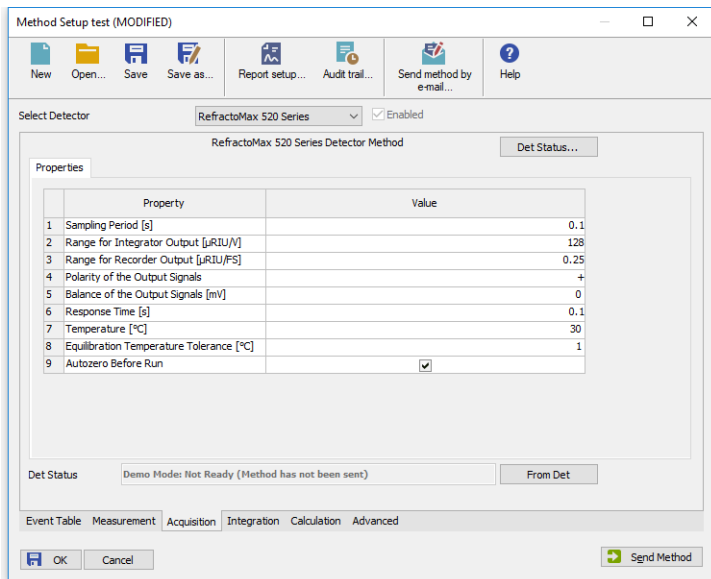 Method Setup test (MODIFIED)
New Open... Save Save as... Report setup... Audit trail... Send method by e-mail... Help
Select Detector RefractoMax 520 Series Enabled
RefractoMax 520 Series Detector Method Det Status...
Properties
Property Value
1 Sampling Period [s] 0.1
2 Range for Integrator Output [µRIU/V] 128
3 Range for Recorder Output [µRIU/FS] 0.25
4 Polarity of the Output Signals +
5 Balance of the Output Signals [mV] 0
6 Response Time [s] 0.1
7 Temperature [°C] 30
8 Equilibration Temperature Tolerance [°C] 1
9 Autozero Before Run
Det Status Demo Mode: Not Ready (Method has not been sent) From Det
Event Table Measurement Acquisition Integration Calculation Advanced
OK Cancel Send Method